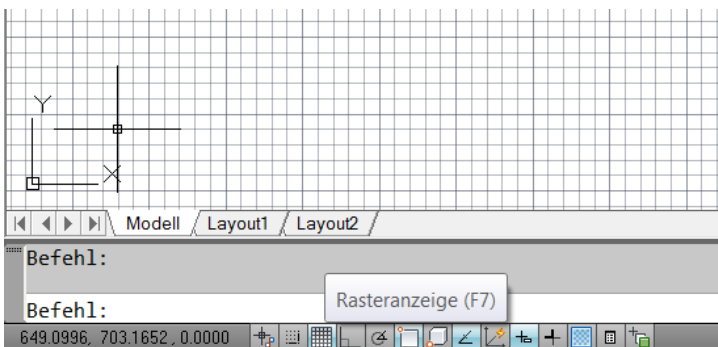 Y
X
Modell Layout1 Layout2
Befehl:
Rasteranzeige (F7)
Befehl:
649.0996, 703.1652, 0.0000